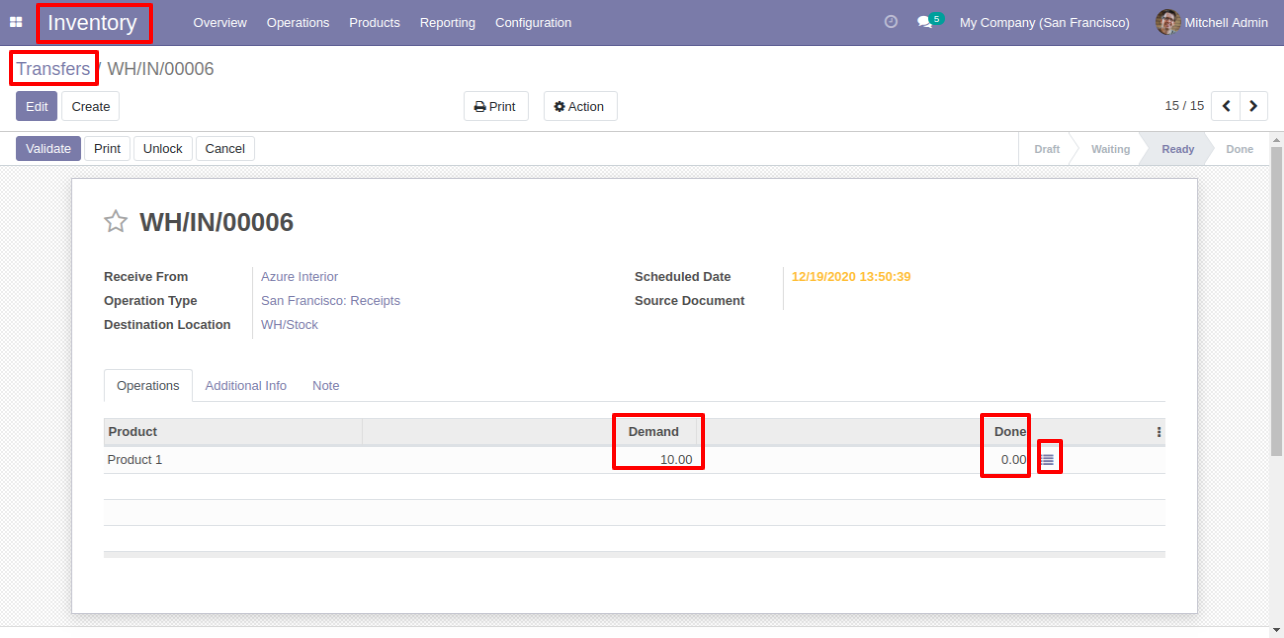 Inventory Overview Operations Products Reporting Configuration 5 My Company (San Francisco) Mitchell Admin
Transfers / WH/IN/00006
Edit Create Print Action 15 / 15
Validate Print Unlock Cancel Draft Waiting Ready Done
WH/IN/00006
Receive From Azure Interior Scheduled Date 12/19/2020 13:50:39
Operation Type San Francisco: Receipts Source Document
Destination Location WH/Stock
Operations Additional Info Note
Product Demand Done
Product 1 10.00 0.00